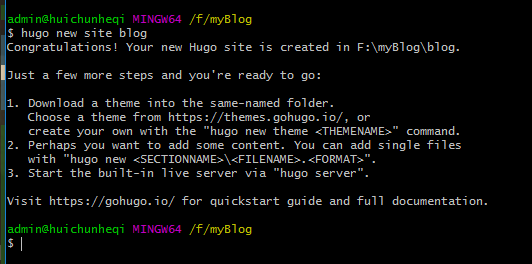 admin@huichunheqi MINGW64 /f/myBlog
$ hugo new site blog
Congratulations! Your new Hugo site is created in F:\myBlog\blog.
Just a few more steps and you're ready to go:
1. Download a theme into the same-named folder.
Choose a theme from https://themes.gohugo.io/, or
create your own with the "hugo new theme <THEMENAME>" command.
2. Perhaps you want to add some content. You can add single files
with "hugo new <SECTIONNAME>\<FILENAME>.<FORMAT>".
3. Start the built-in live server via "hugo server".
Visit https://gohugo.io/ for quickstart guide and full documentation.
admin@huichunheqi MINGW64 /f/myBlog
$